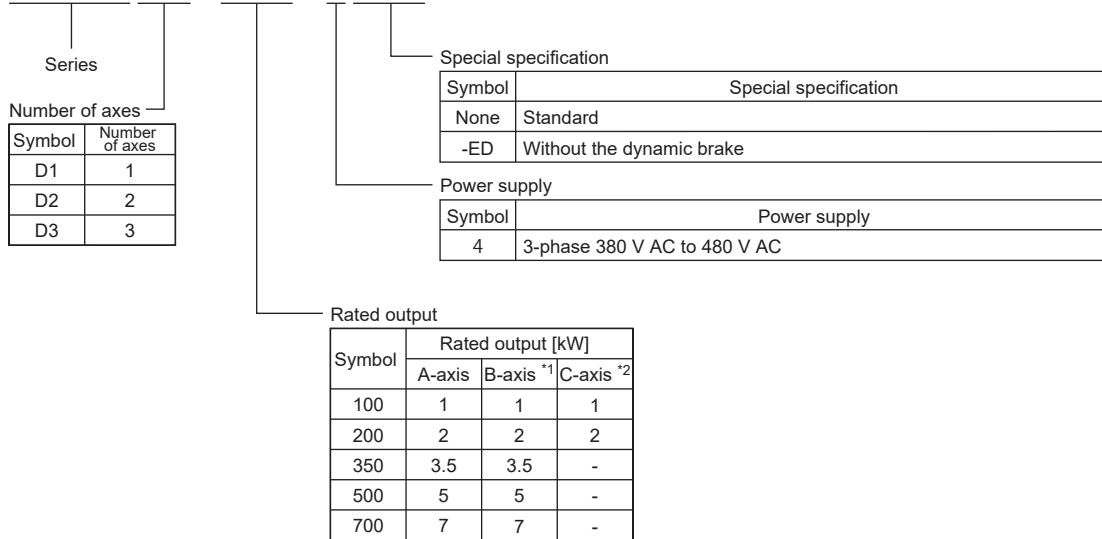 Series
Number of axes
Symbol Number of axes
D1 1
D2 2
D3 3
Special specification
Symbol Special specification
None Standard
-ED Without the dynamic brake
Power supply
Symbol Power supply
4 3-phase 380 V AC to 480 V AC
Rated output
Symbol Rated output [kW]
A-axis B-axis *1 C-axis *2
100 1 1 1
200 2 2 2
350 3.5 3.5 -
500 5 5 -
700 7 7 -